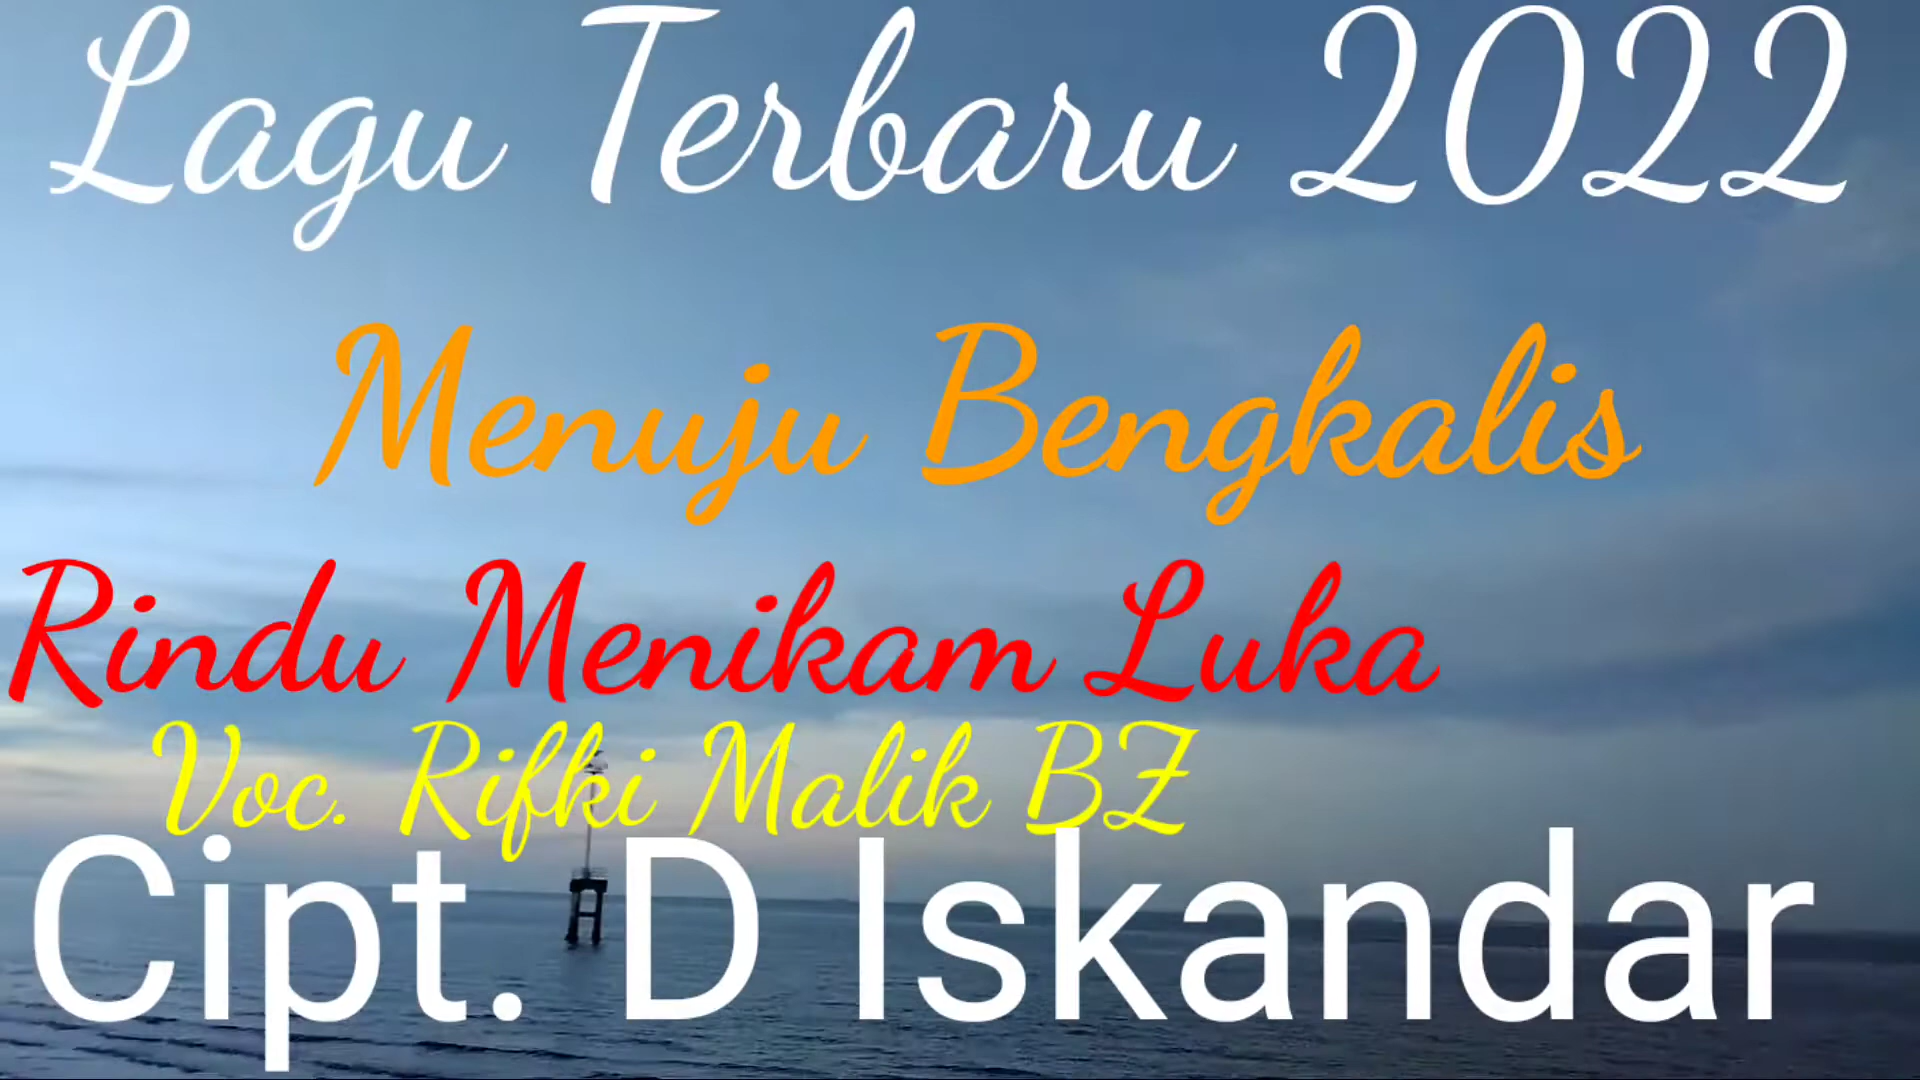 Lagu Terbaru 2022
Menuju Bengkalis
Rindu Menikam Luka
Voc. Rifki Malik BZ
Cipt. D Iskandar